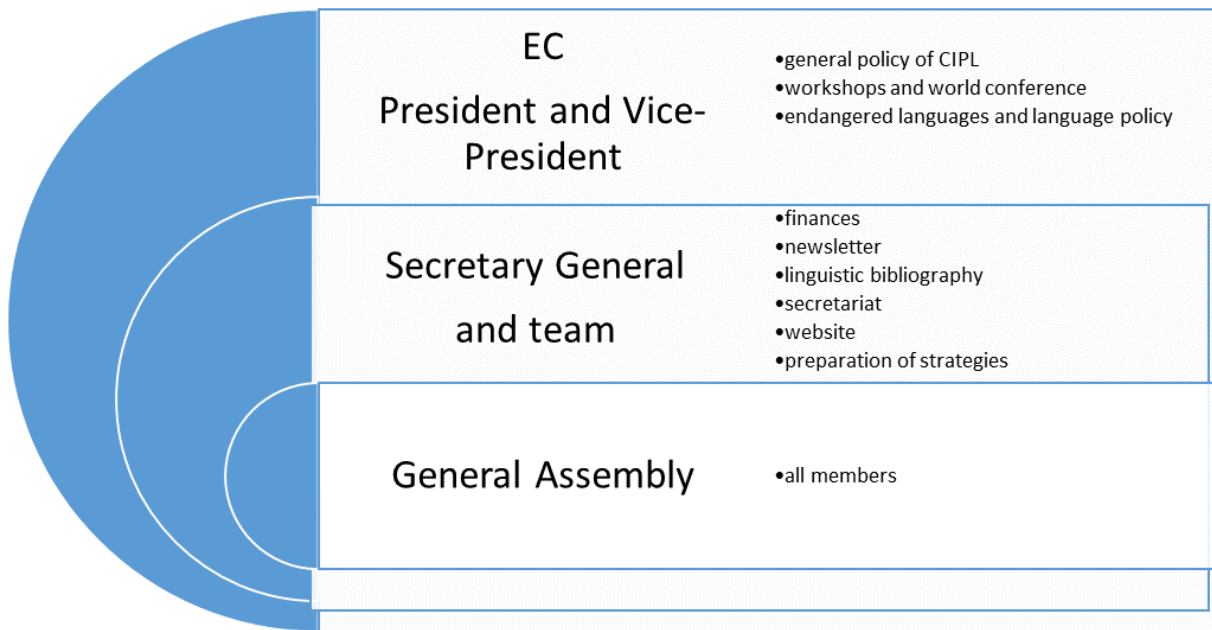 EC
President and Vice-
President
•general policy of CIPL
•workshops and world conference
•endangered languages and language policy
Secretary General
and team
•finances
•newsletter
•linguistic bibliography
•secretariat
•website
•preparation of strategies
General Assembly
•all members